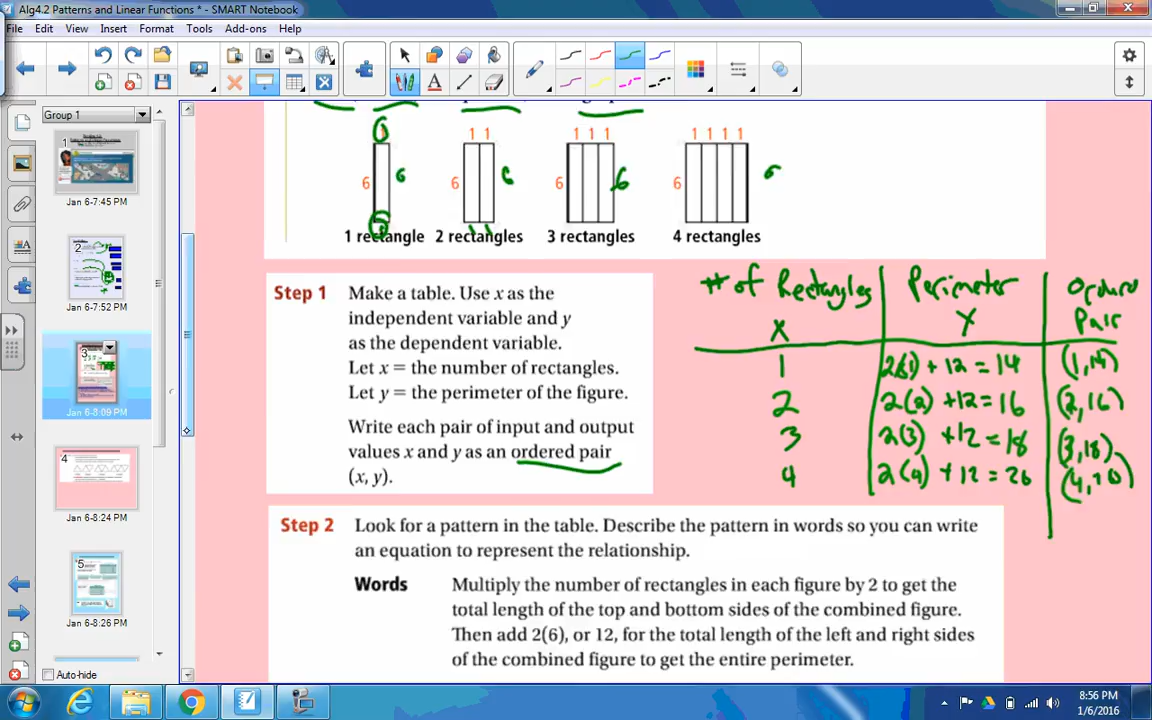 Alg4.2 Patterns and Linear Functions * - SMART Notebook
File Edit View Insert Format Tools Add-ons Help
Group 1
1
Jan 6-7:45 PM
2
Jan 6-7:52 PM
3
Jan 6-8:09 PM
4
Jan 6-8:24 PM
5
Jan 6-8:26 PM
Auto-hide
1 1 1 1 1 1 1 1 1
6 6 6 6 6 6 6 6
1 rectangle 2 rectangles 3 rectangles 4 rectangles
Step 1 Make a table. Use x as the
independent variable and y
as the dependent variable.
Let x = the number of rectangles.
Let y = the perimeter of the figure.
Write each pair of input and output
values x and y as an ordered pair
(x, y).
# of Rectangles Perimeter Ordered
X Y Pair
1 2(1) + 12 = 14 (1,14)
2 2(2) +12 = 16 (2,16)
3 2(3) +12 = 18 (3,18)
4 2(4) + 12 = 20 (4,20)
Step 2 Look for a pattern in the table. Describe the pattern in words so you can write
an equation to represent the relationship.
Words Multiply the number of rectangles in each figure by 2 to get the
total length of the top and bottom sides of the combined figure.
Then add 2(6), or 12, for the total length of the left and right sides
of the combined figure to get the entire perimeter.
8:56 PM
1/6/2016